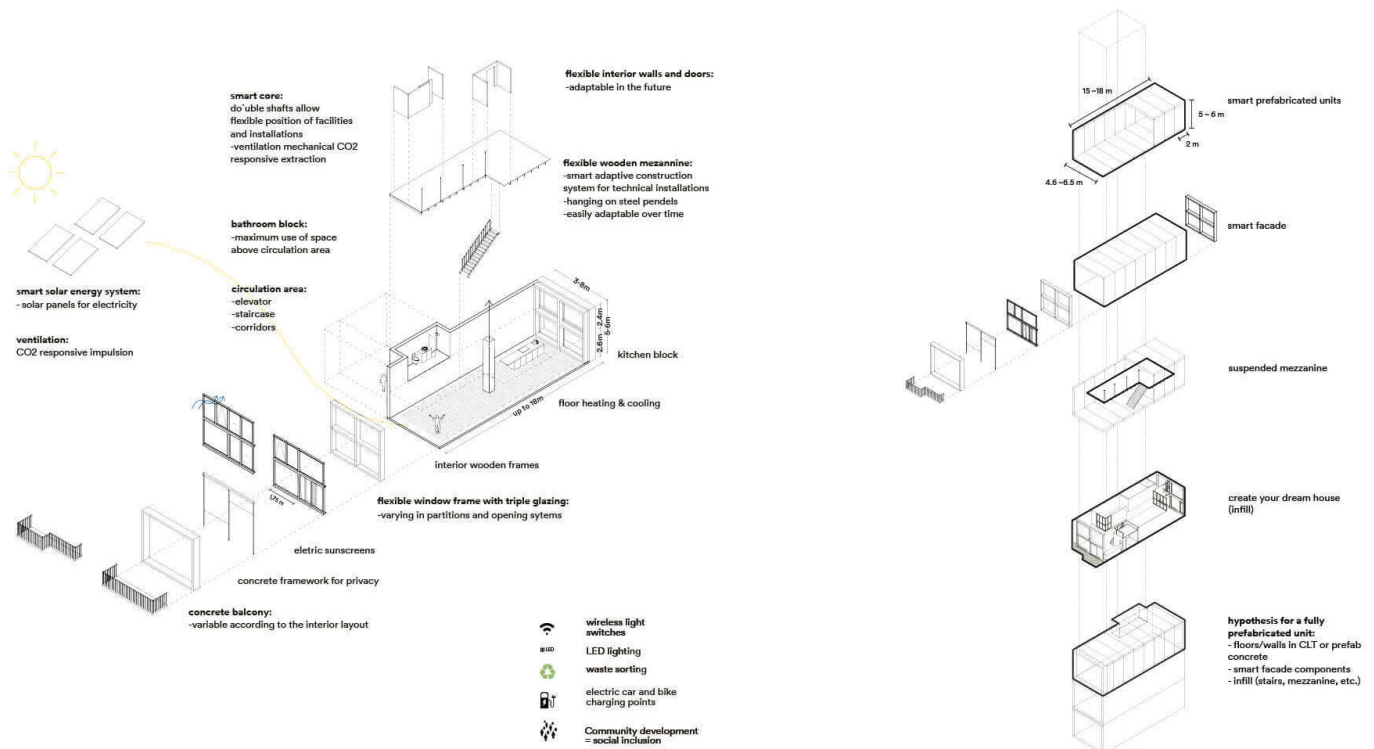 smart core:
do'uble shafts allow
flexible position of facilities
and installations
-ventilation mechanical CO2
responsive extraction
flexible interior walls and doors:
-adaptable in the future
flexible wooden mezannine:
-smart adaptive construction
system for technical installations
-hanging on steel pendels
-easily adaptable over time
bathroom block:
-maximum use of space
above circulation area
smart solar energy system:
- solar panels for electricity
circulation area:
-elevator
-staircase
-corridors
ventilation:
CO2 responsive impulsion
3-8m
2.6m
2.4m
5-6m
up to 18m
kitchen block
floor heating & cooling
interior wooden frames
1,75 m
flexible window frame with triple glazing:
-varying in partitions and opening sytems
eletric sunscreens
concrete framework for privacy
concrete balcony:
-variable according to the interior layout
wireless light
switches
LED
LED lighting
waste sorting
electric car and bike
charging points
Community development
= social inclusion
15 ~18 m
5 ~ 6 m
2 m
4.6 ~6.5 m
smart prefabricated units
smart facade
suspended mezzanine
create your dream house
(infill)
hypothesis for a fully
prefabricated unit:
- floors/walls in CLT or prefab
concrete
- smart facade components
- infill (stairs, mezzanine, etc.)